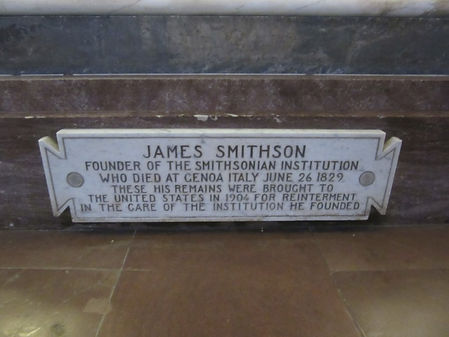 JAMES SMITHSON
FOUNDER OF THE SMITHSONIAN INSTITUTION
WHO DIED AT GENOA ITALY JUNE 26 1829.
THESE HIS REMAINS WERE BROUGHT TO
THE UNITED STATES IN 1904 FOR REINTERMENT
IN THE CARE OF THE INSTITUTION HE FOUNDED